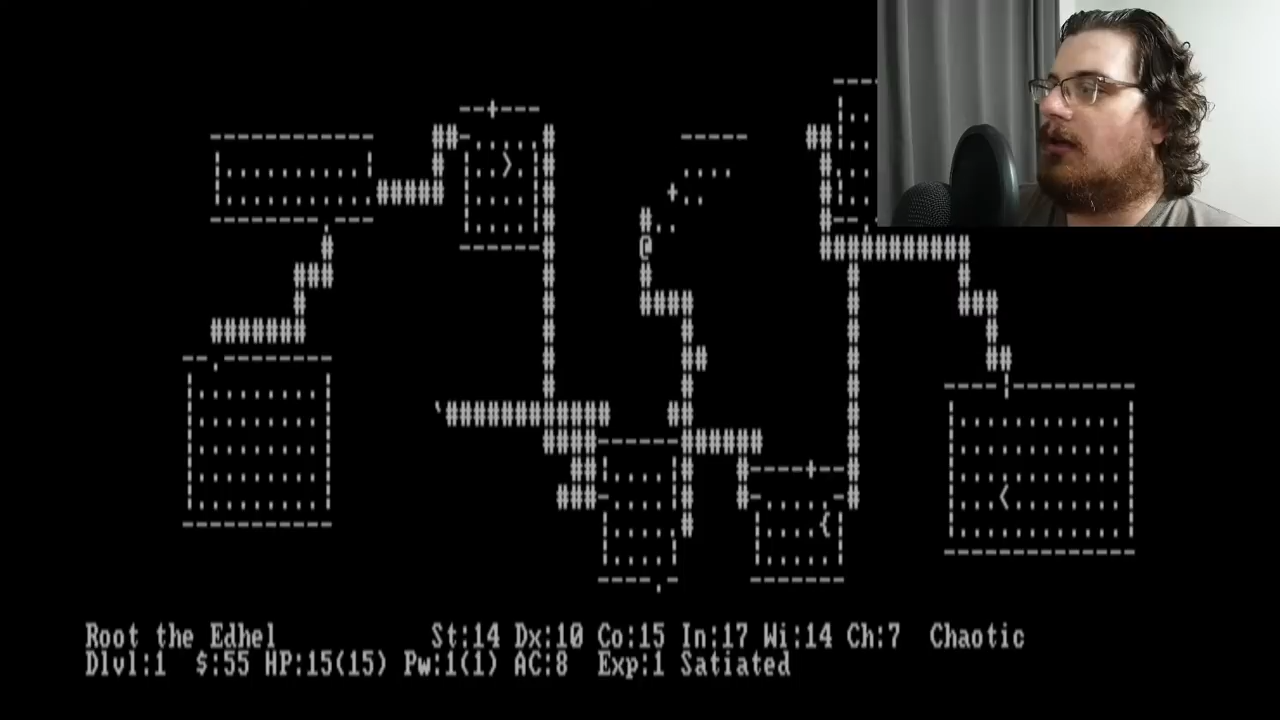 Root the Edhel St:14 Dx:10 Co:15 In:17 Wi:14 Ch:7 Chaotic
Dlvl:1 $:55 HP:15(15) Pw:1(1) AC:8 Exp:1 Satiated